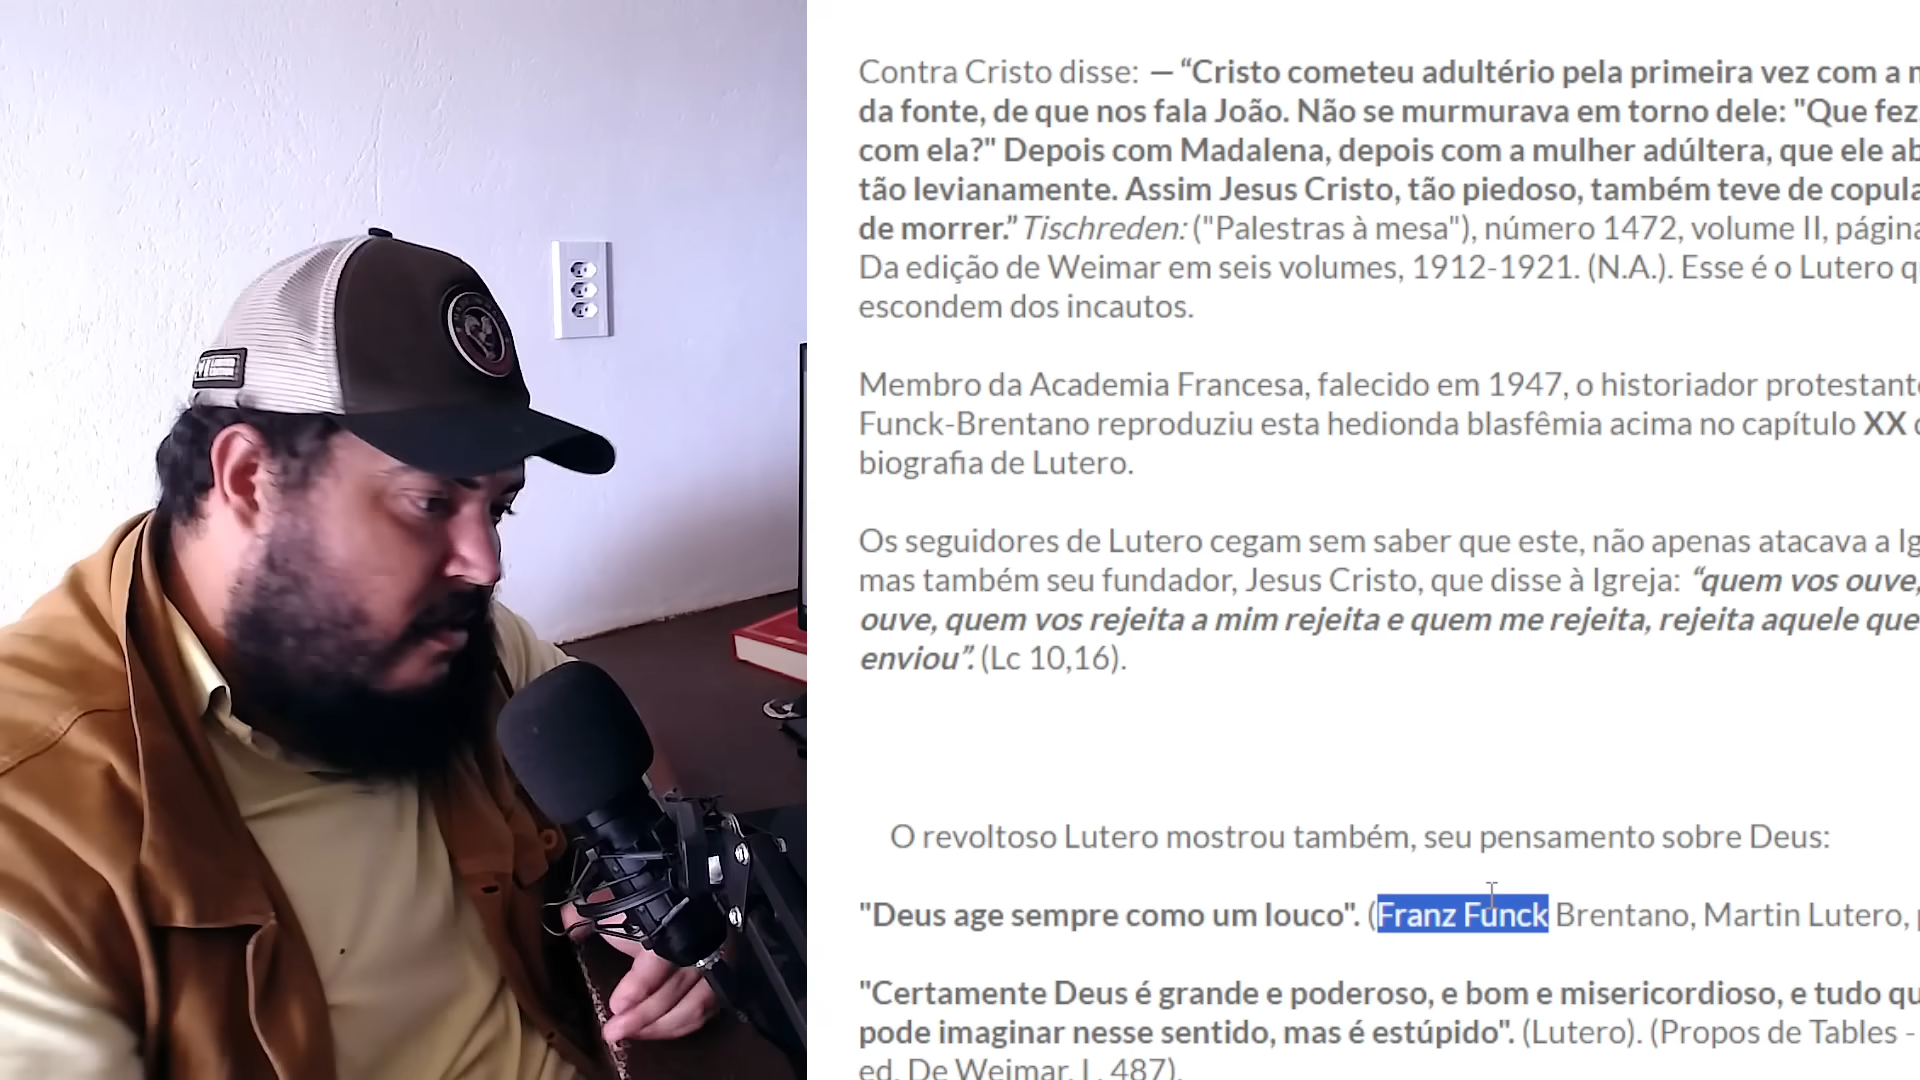 Contra Cristo disse: — “Cristo cometeu adultério pela primeira vez com a
da fonte, de que nos fala João. Não se murmurava em torno dele: "Que fez
com ela?" Depois com Madalena, depois com a mulher adúltera, que ele
tão levianamente. Assim Jesus Cristo, tão piedoso, também teve de
de morrer.” Tischreden: ("Palestras à mesa"), número 1472, volume II,
Da edição de Weimar em seis volumes, 1912-1921. (N.A.). Esse é o Lutero
escondem dos incautos.
Membro da Academia Francesa, falecido em 1947, o historiador
Funck-Brentano reproduziu esta hedionda blasfêmia acima no capítulo XX
biografia de Lutero.
Os seguidores de Lutero cegam sem saber que este, não apenas atacava a
mas também seu fundador, Jesus Cristo, que disse à Igreja: “quem vos ouve,
ouve, quem vos rejeita a mim rejeita e quem me rejeita, rejeita aquele que
enviou”. (Lc 10,16).
O revoltoso Lutero mostrou também, seu pensamento sobre Deus:
"Deus age sempre como um louco". (Franz Funck Brentano, Martin Lutero,
"Certamente Deus é grande e poderoso, e bom e misericordioso, e tudo
pode imaginar nesse sentido, mas é estúpido". (Lutero). (Propos de Tables -
ed. De Weimar, I, 487).